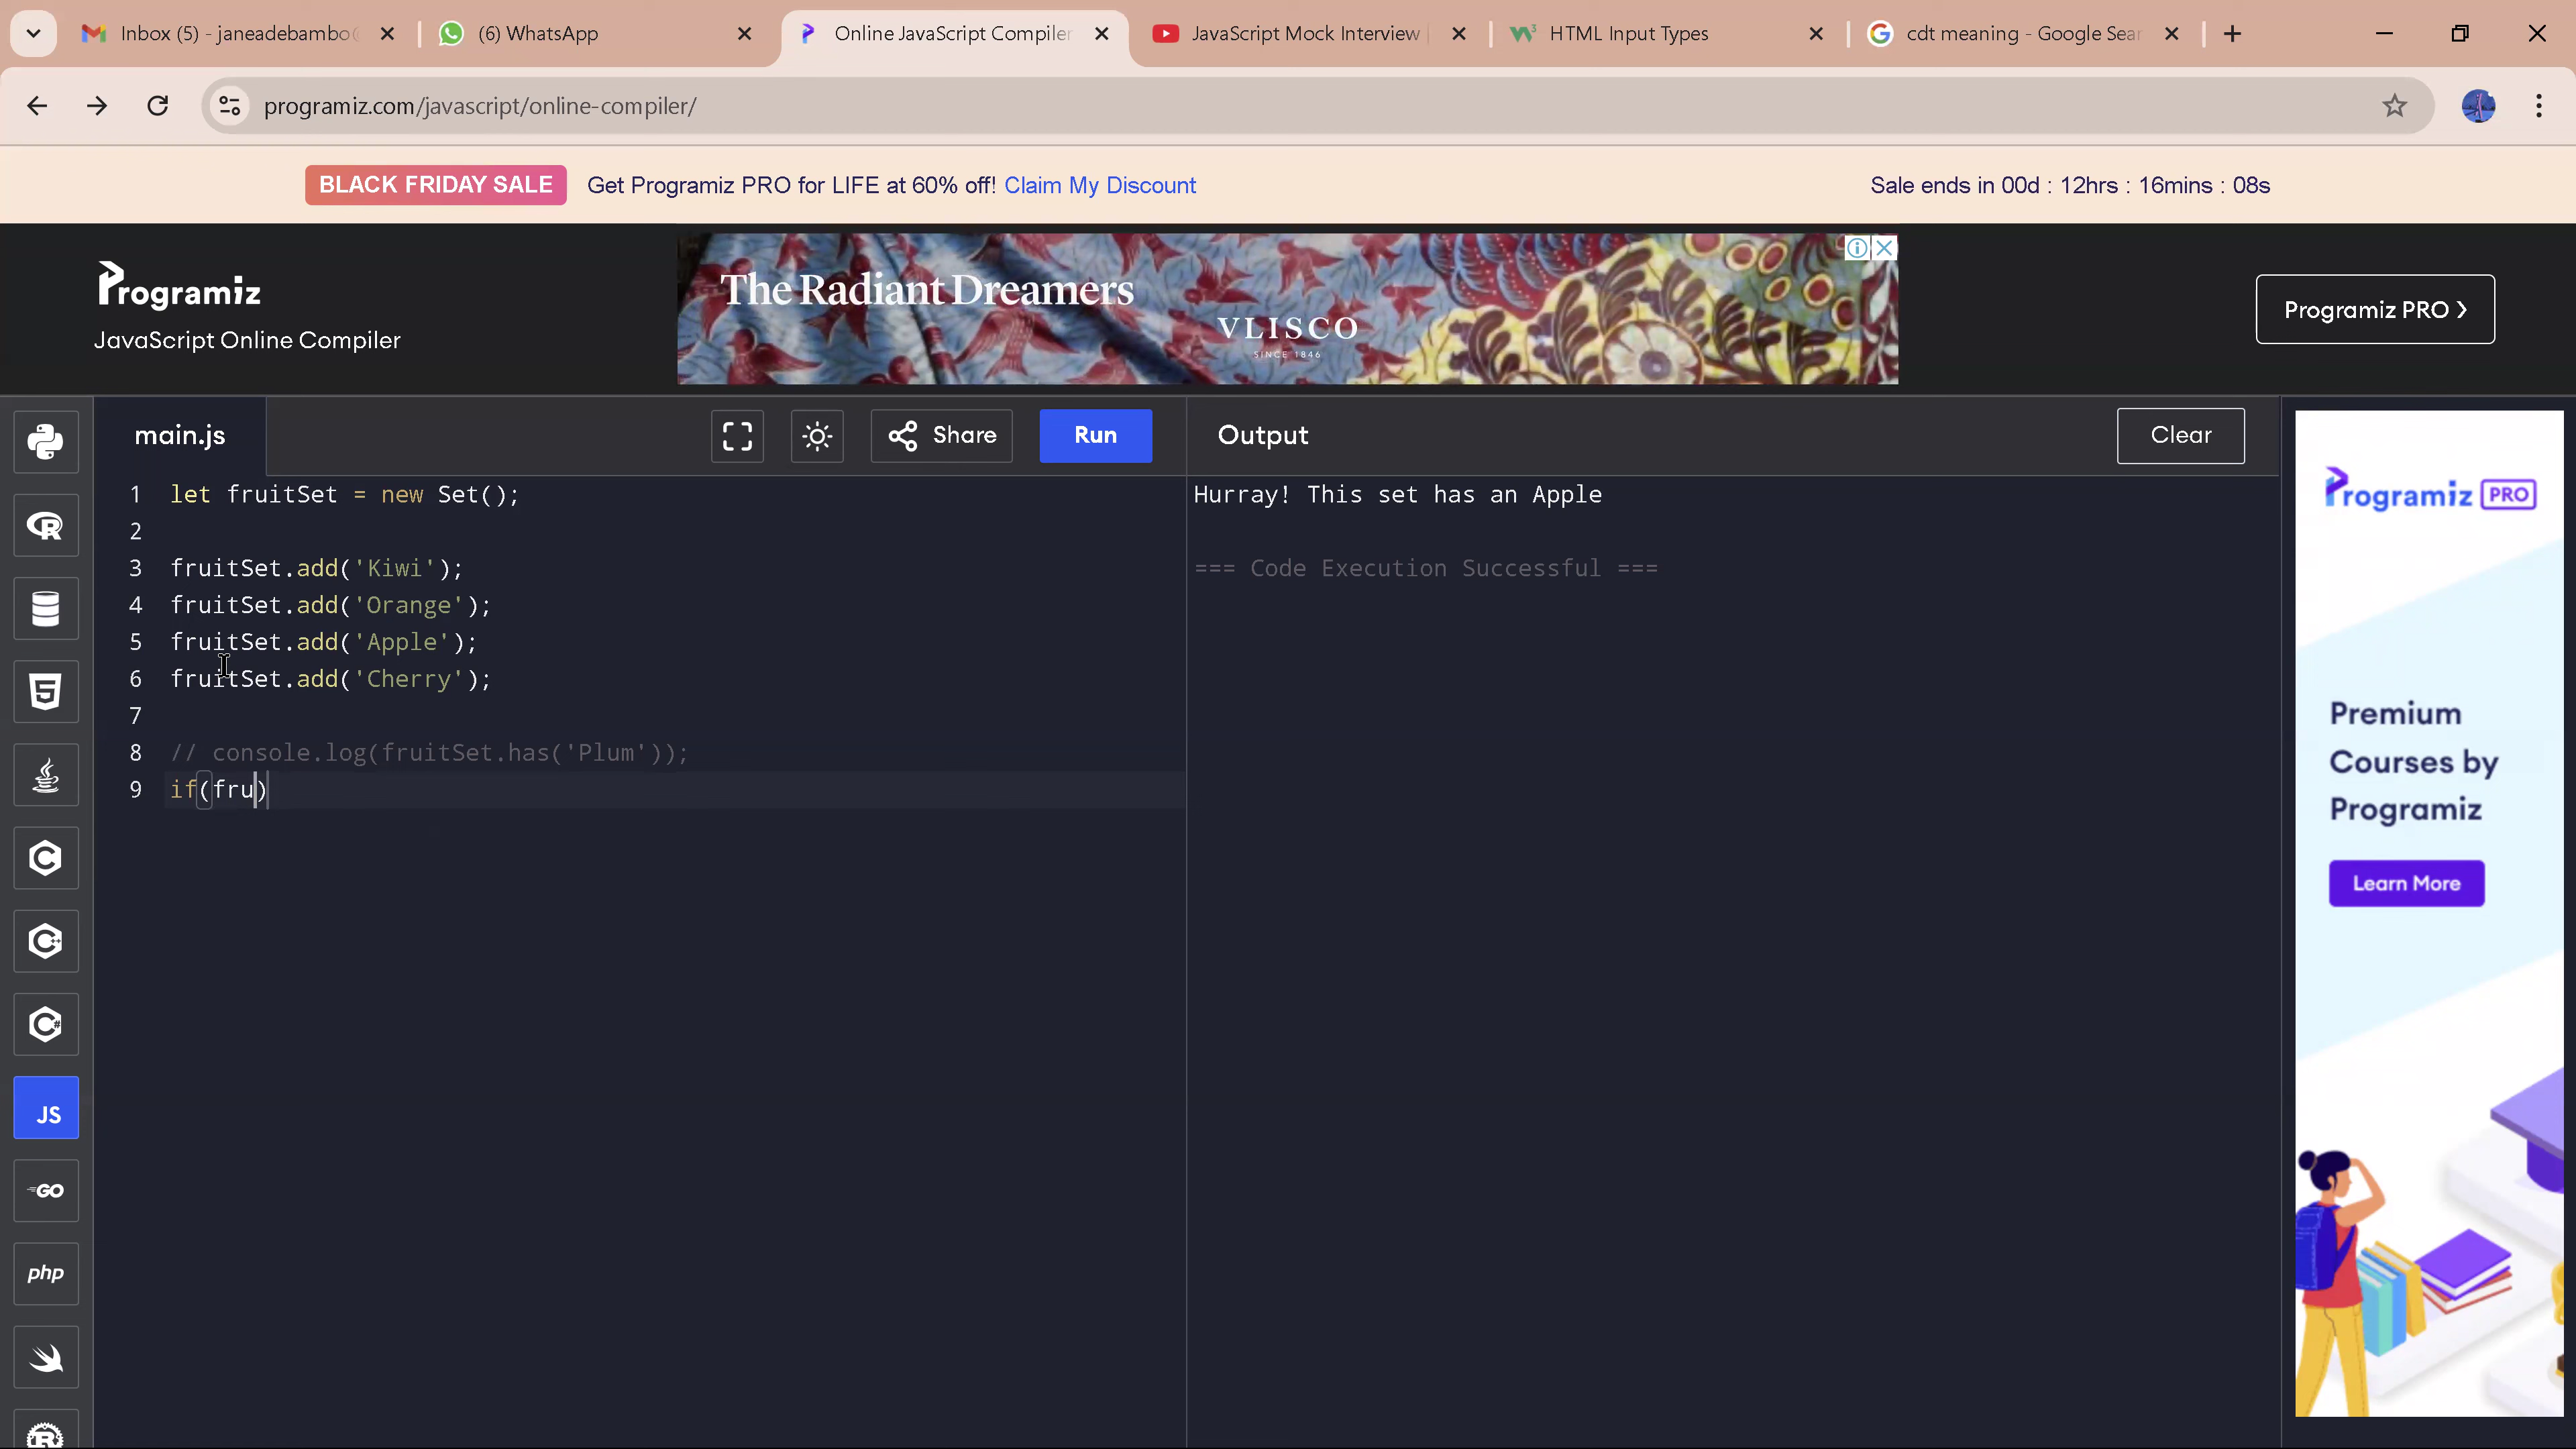 Inbox (5) - janeadebambo
(6) WhatsApp
Online JavaScript Compiler
JavaScript Mock Interview
HTML Input Types
cdt meaning - Google Sear
programiz.com/javascript/online-compiler/
BLACK FRIDAY SALE
Get Programiz PRO for LIFE at 60% off! Claim My Discount
Sale ends in 00d : 12hrs : 16mins : 08s
Programiz
JavaScript Online Compiler
The Radiant Dreamers
VLISCO
SINCE 1846
Programiz PRO
main.js
Share
Run
Output
Clear
1 let fruitSet = new Set();
2
3 fruitSet.add('Kiwi');
4 fruitSet.add('Orange');
5 fruitSet.add('Apple');
6 fruitSet.add('Cherry');
7
8 // console.log(fruitSet.has('Plum'));
9 if(fru)
Hurray! This set has an Apple
=== Code Execution Successful ===
Programiz PRO
Premium
Courses by
Programiz
Learn More
JS
GO
php